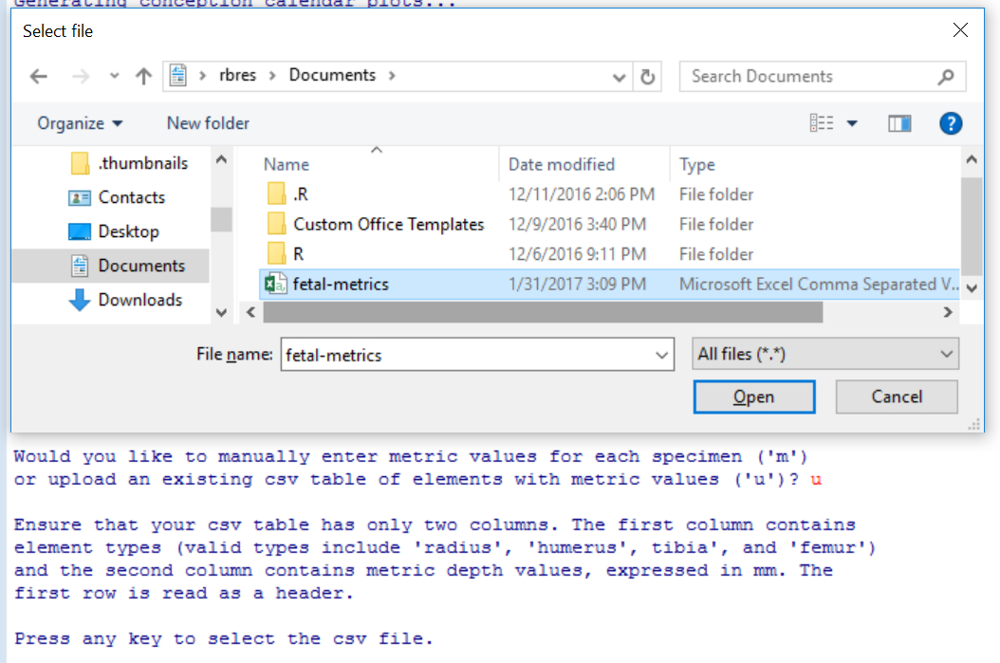 Generating conception calendar plots...
Select file
rbres > Documents >
Search Documents
Organize
New folder
.thumbnails
Contacts
Desktop
Documents
Downloads
Name Date modified Type
.R 12/11/2016 2:06 PM File folder
Custom Office Templates 12/9/2016 3:40 PM File folder
R 12/6/2016 9:11 PM File folder
fetal-metrics 1/31/2017 3:09 PM Microsoft Excel Comma Separated V...
File name: fetal-metrics
All files (*.*)
Open
Cancel
Would you like to manually enter metric values for each specimen ('m')
or upload an existing csv table of elements with metric values ('u')? u
Ensure that your csv table has only two columns. The first column contains
element types (valid types include 'radius', 'humerus', tibia', and 'femur')
and the second column contains metric depth values, expressed in mm. The
first row is read as a header.
Press any key to select the csv file.